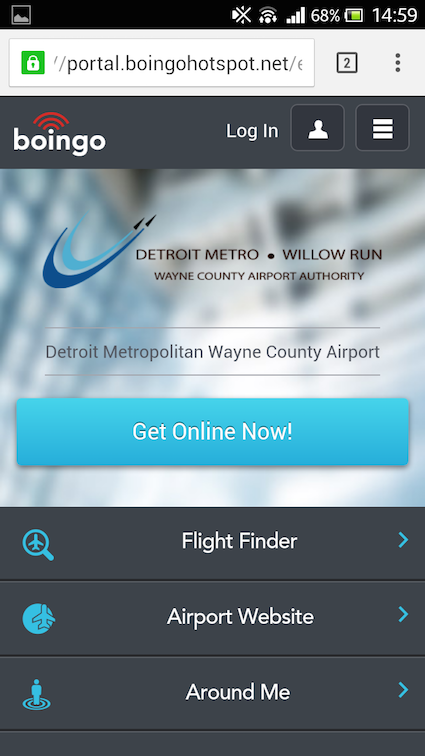 68% 14:59
//portal.boingohotspot.net/e
2
boingo
Log In
DETROIT METRO • WILLOW RUN
WAYNE COUNTY AIRPORT AUTHORITY
Detroit Metropolitan Wayne County Airport
Get Online Now!
Flight Finder
Airport Website
Around Me